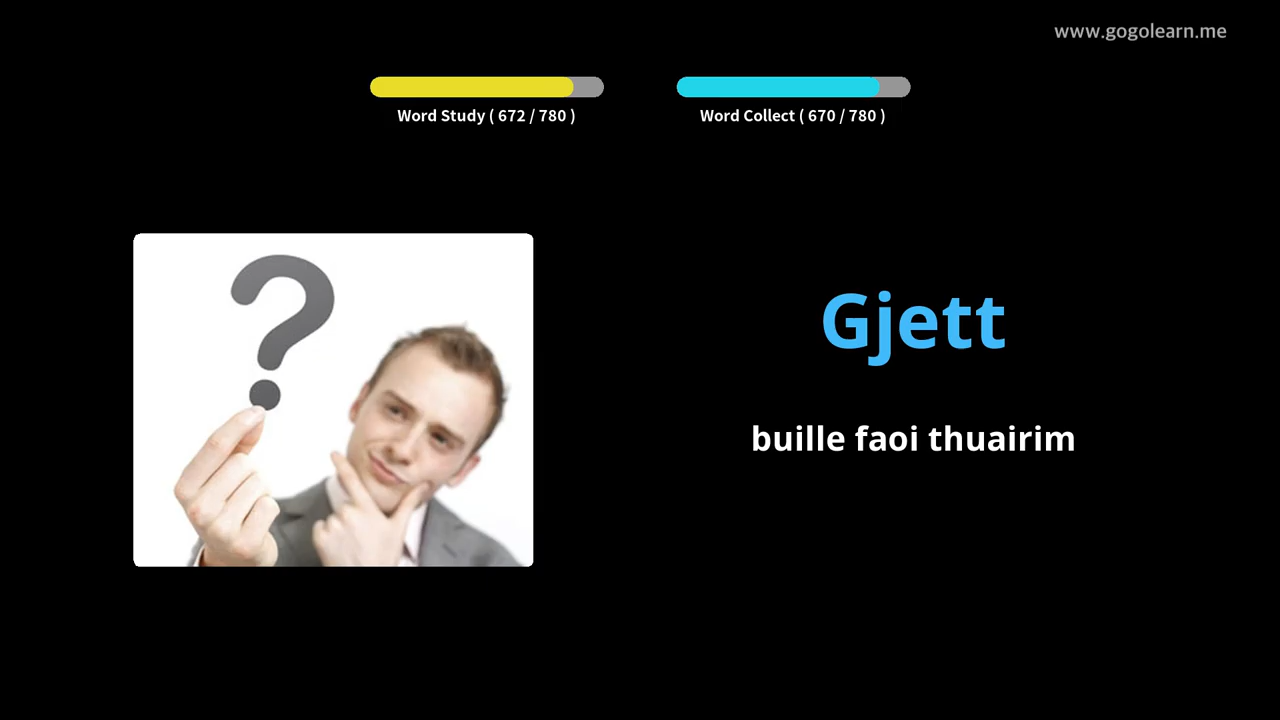 www.gogolearn.me
Word Study ( 672 / 780 )
Word Collect ( 670 / 780 )
?
Gjett
buille faoi thuairim